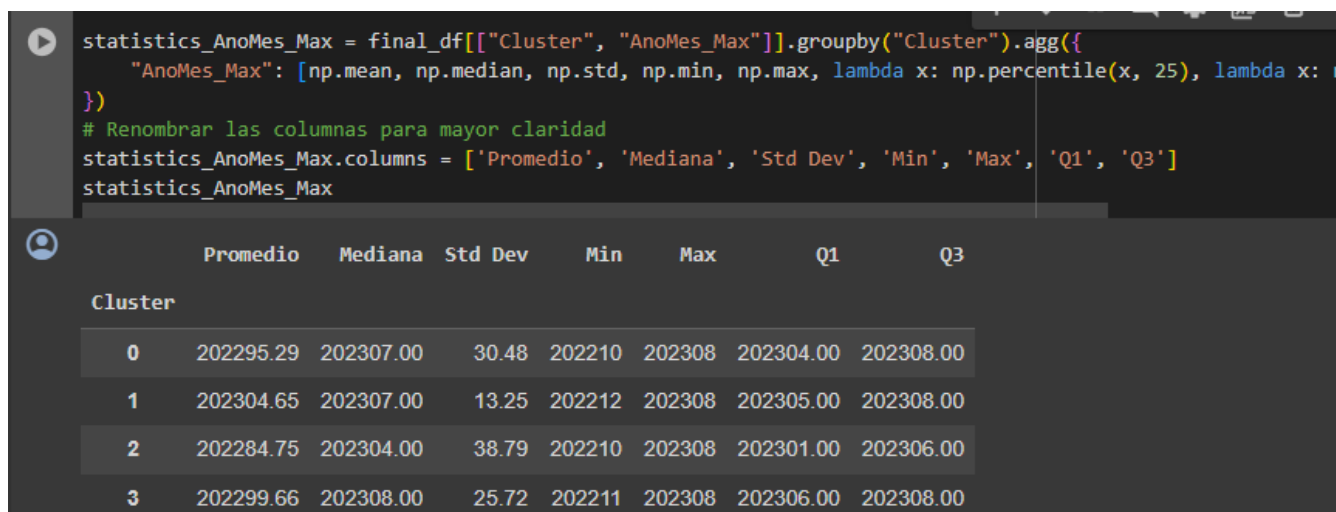 statistics_AnoMes_Max = final_df[["Cluster", "AnoMes_Max"]].groupby("Cluster").agg({
"AnoMes_Max": [np.mean, np.median, np.std, np.min, np.max, lambda x: np.percentile(x, 25), lambda x:
})
# Renombrar las columnas para mayor claridad
statistics_AnoMes_Max.columns = ['Promedio', 'Mediana', 'Std Dev', 'Min', 'Max', 'Q1', 'Q3']
statistics_AnoMes_Max
Promedio Mediana Std Dev Min Max Q1 Q3
Cluster
0 202295.29 202307.00 30.48 202210 202308 202304.00 202308.00
1 202304.65 202307.00 13.25 202212 202308 202305.00 202308.00
2 202284.75 202304.00 38.79 202210 202308 202301.00 202306.00
3 202299.66 202308.00 25.72 202211 202308 202306.00 202308.00